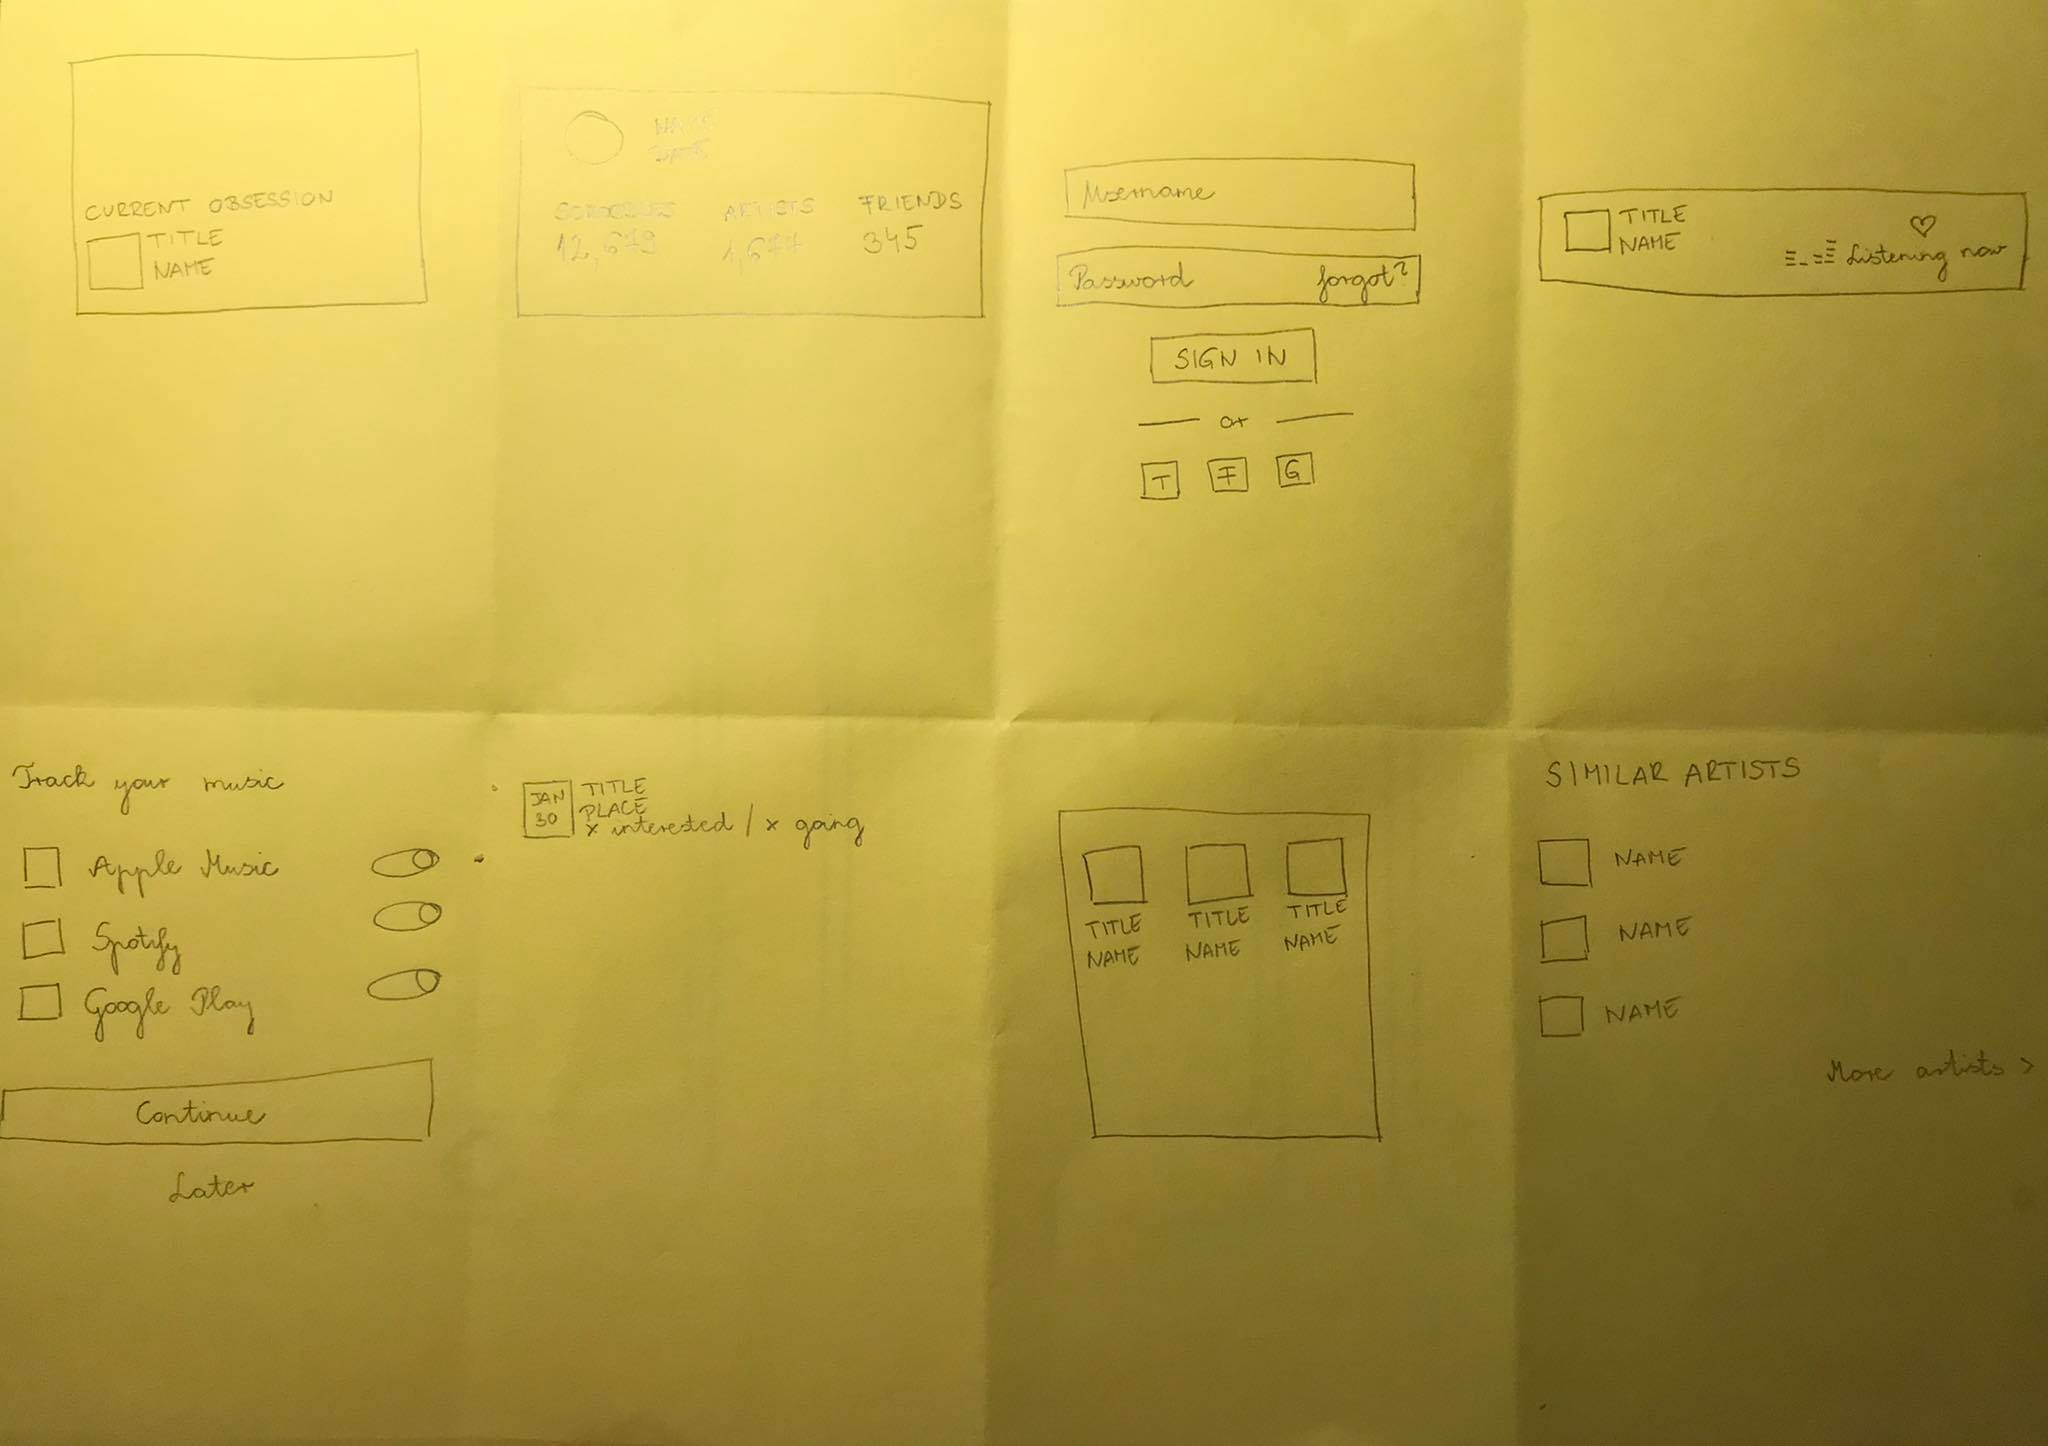 CURRENT OBSESSION
TITLE
NAME
NAME
DATE
SCROBBLES ARTISTS FRIENDS
12,679 1,677 345
Username
Password forgot?
SIGN IN
or
T F G
TITLE
NAME
Listening now
Track your music
Apple Music
Spotify
Google Play
Continue
Later
JAN
30
TITLE
PLACE
x interested / x going
TITLE TITLE TITLE
NAME NAME NAME
SIMILAR ARTISTS
NAME
NAME
NAME
More artists >